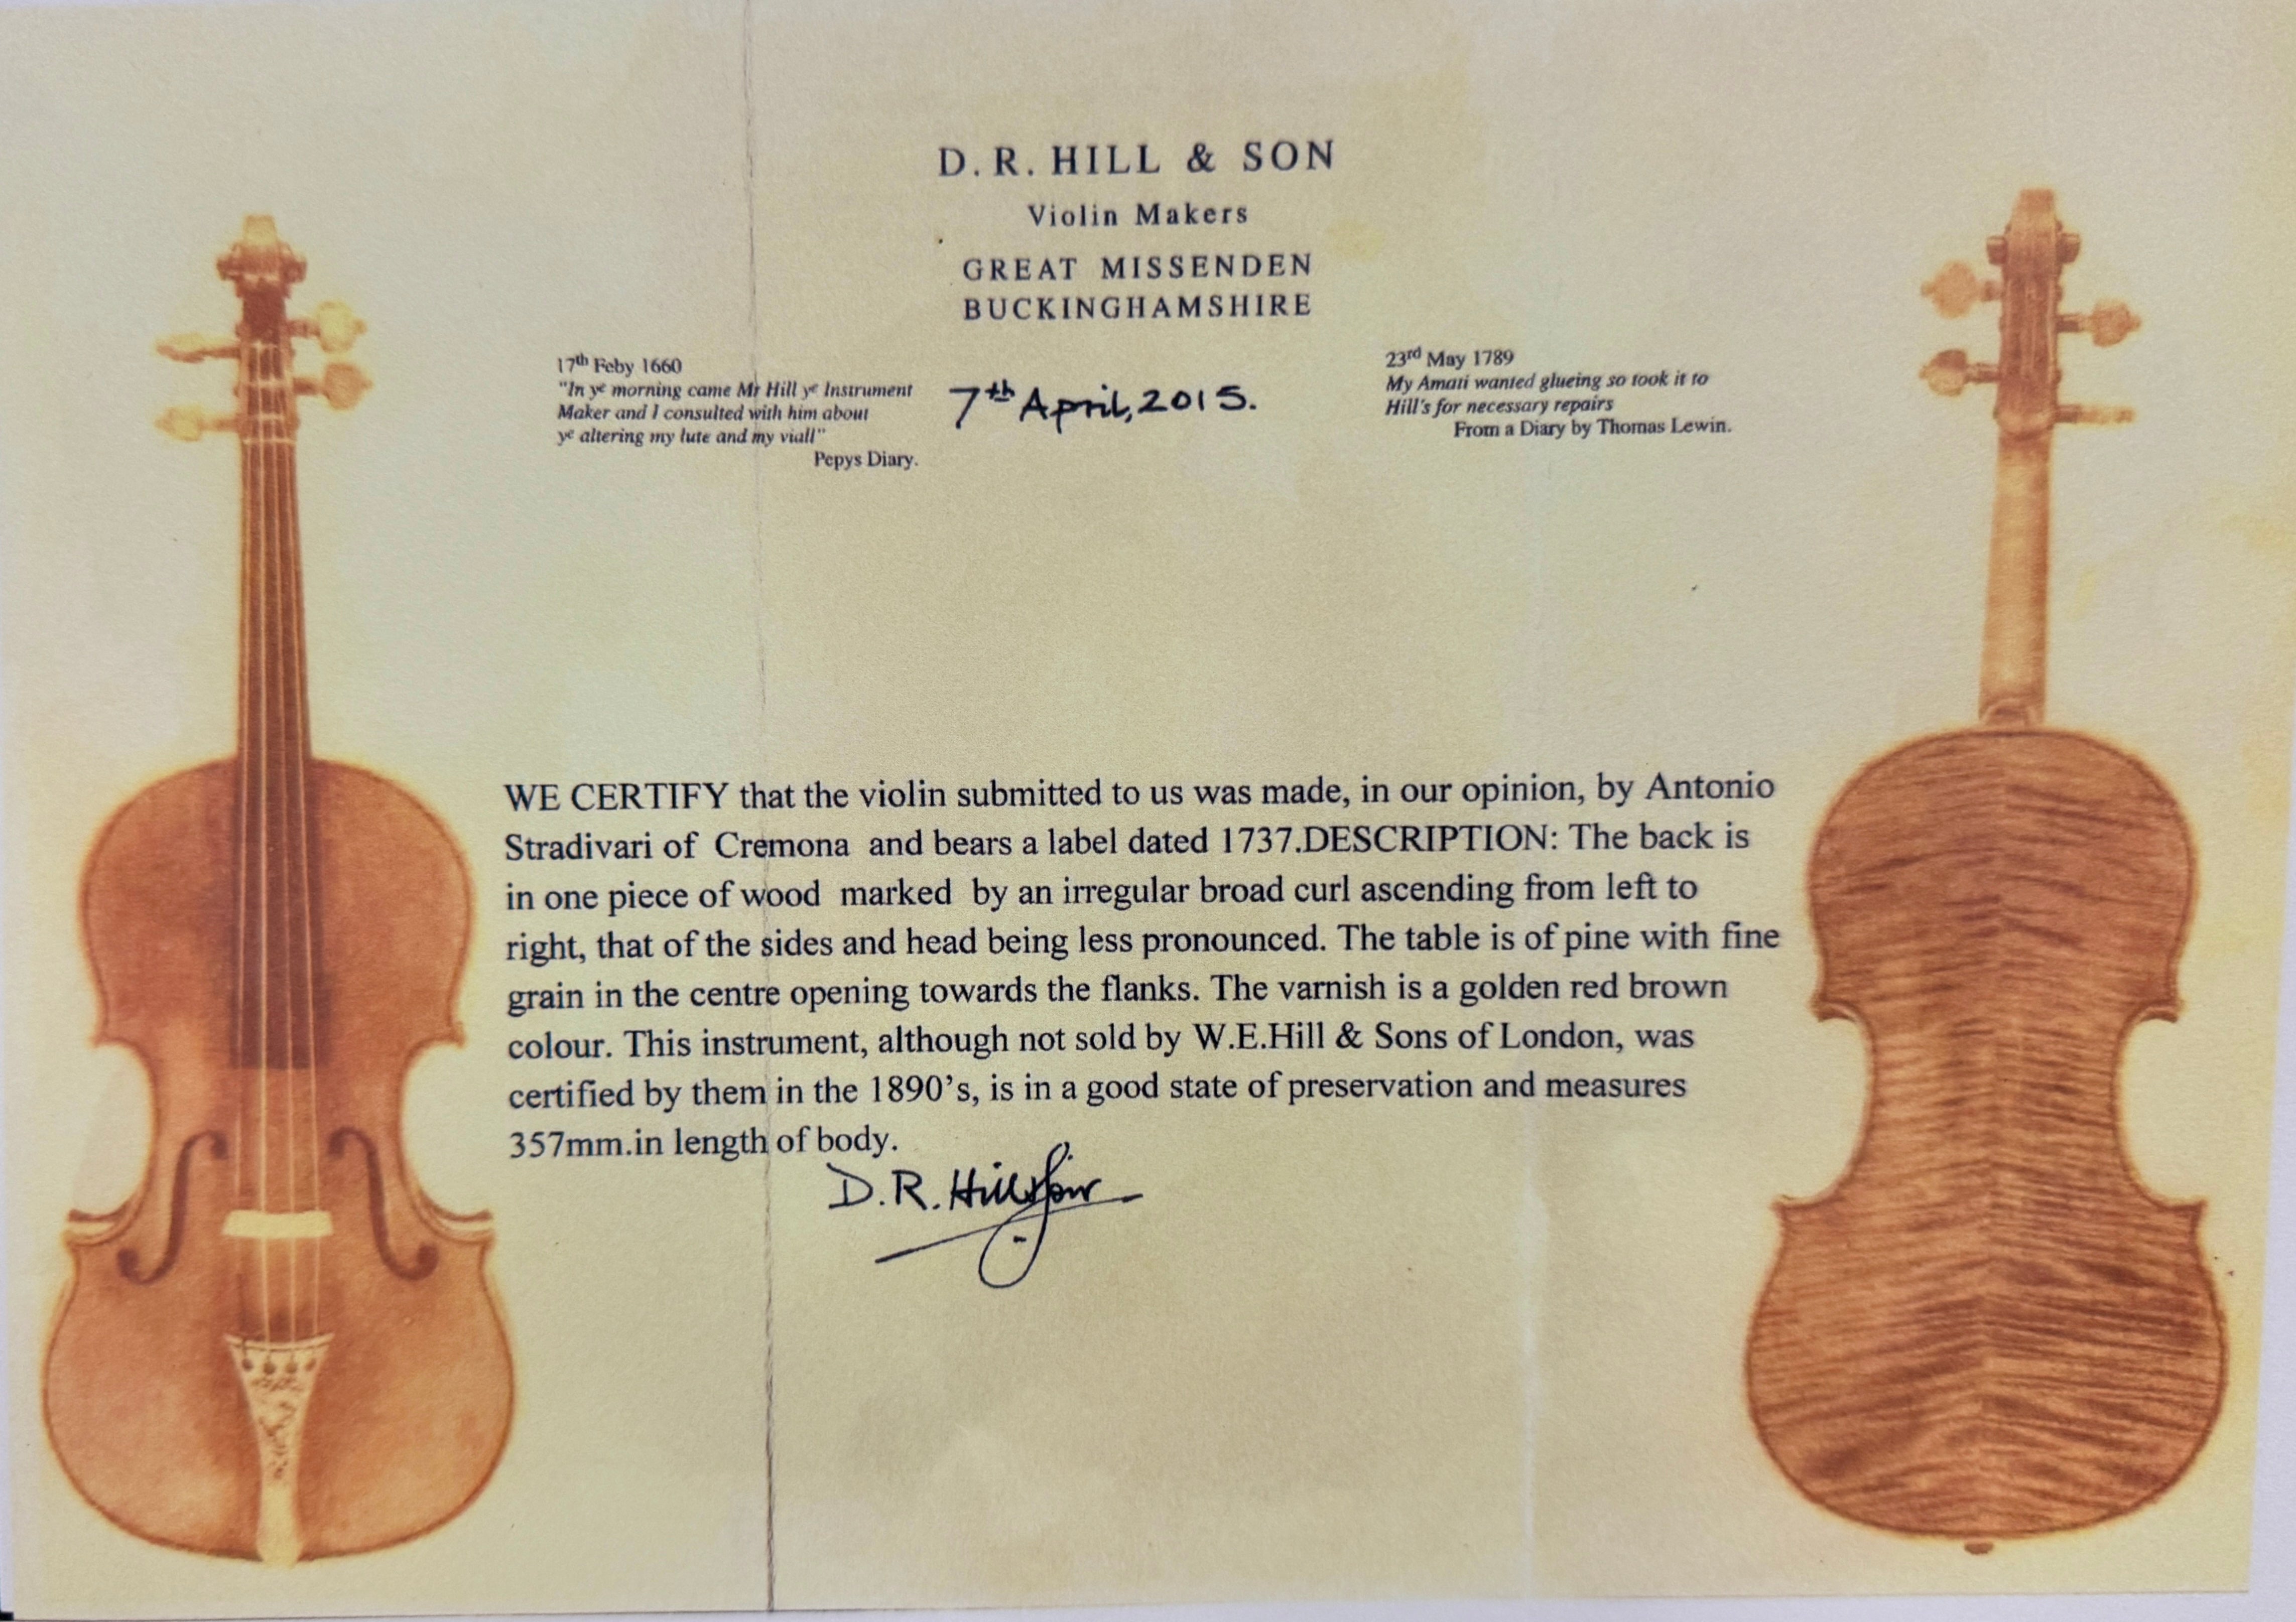 D. R. HILL & SON
Violin Makers
GREAT MISSENDEN
BUCKINGHAMSHIRE
17th Feby 1660
"In ye morning came Mr Hill ye Instrument
Maker and I consulted with him about
ye altering my lute and my viall"
Pepys Diary.
7th April, 2015.
23rd May 1789
My Amati wanted glueing so took it to
Hill's for necessary repairs
From a Diary by Thomas Lewin.
WE CERTIFY that the violin submitted to us was made, in our opinion, by Antonio
Stradivari of Cremona and bears a label dated 1737.DESCRIPTION: The back is
in one piece of wood marked by an irregular broad curl ascending from left to
right, that of the sides and head being less pronounced. The table is of pine with fine
grain in the centre opening towards the flanks. The varnish is a golden red brown
colour. This instrument, although not sold by W.E.Hill & Sons of London, was
certified by them in the 1890's, is in a good state of preservation and measures
357mm.in length of body.
D.R. Hill & Son